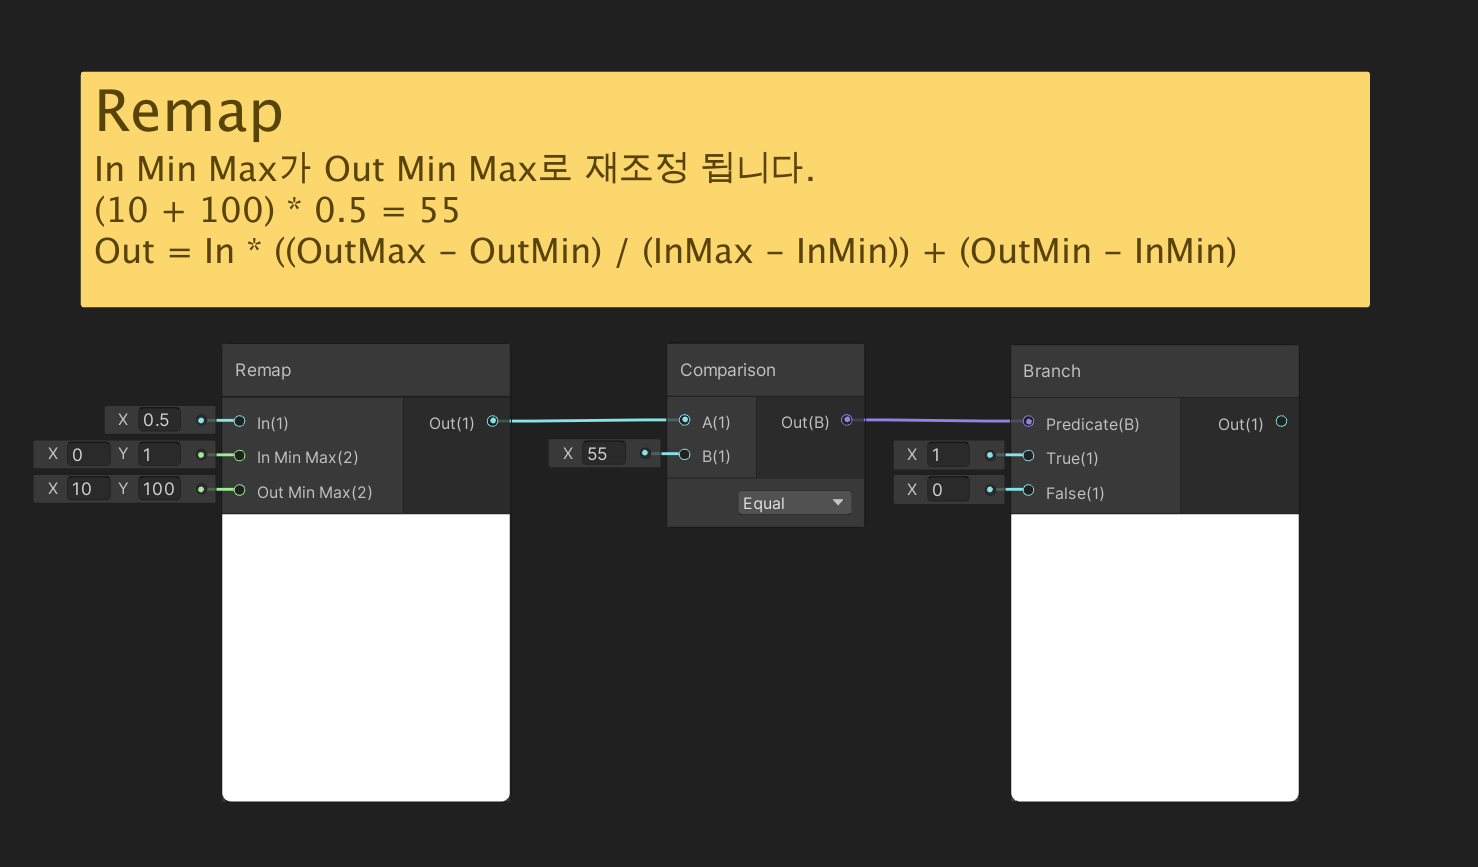 Remap
In Min Max가 Out Min Max로 재조정 됩니다.
(10 + 100) * 0.5 = 55
Out = In * ((OutMax – OutMin) / (InMax – InMin)) + (OutMin – InMin)
Remap
Comparison
Branch
X 0.5
In(1)
Out(1)
X 0 Y 1
In Min Max(2)
X 10 Y 100
Out Min Max(2)
A(1)
Out(B)
X 55
B(1)
Equal
Predicate(B)
Out(1)
X 1
True(1)
X 0
False(1)